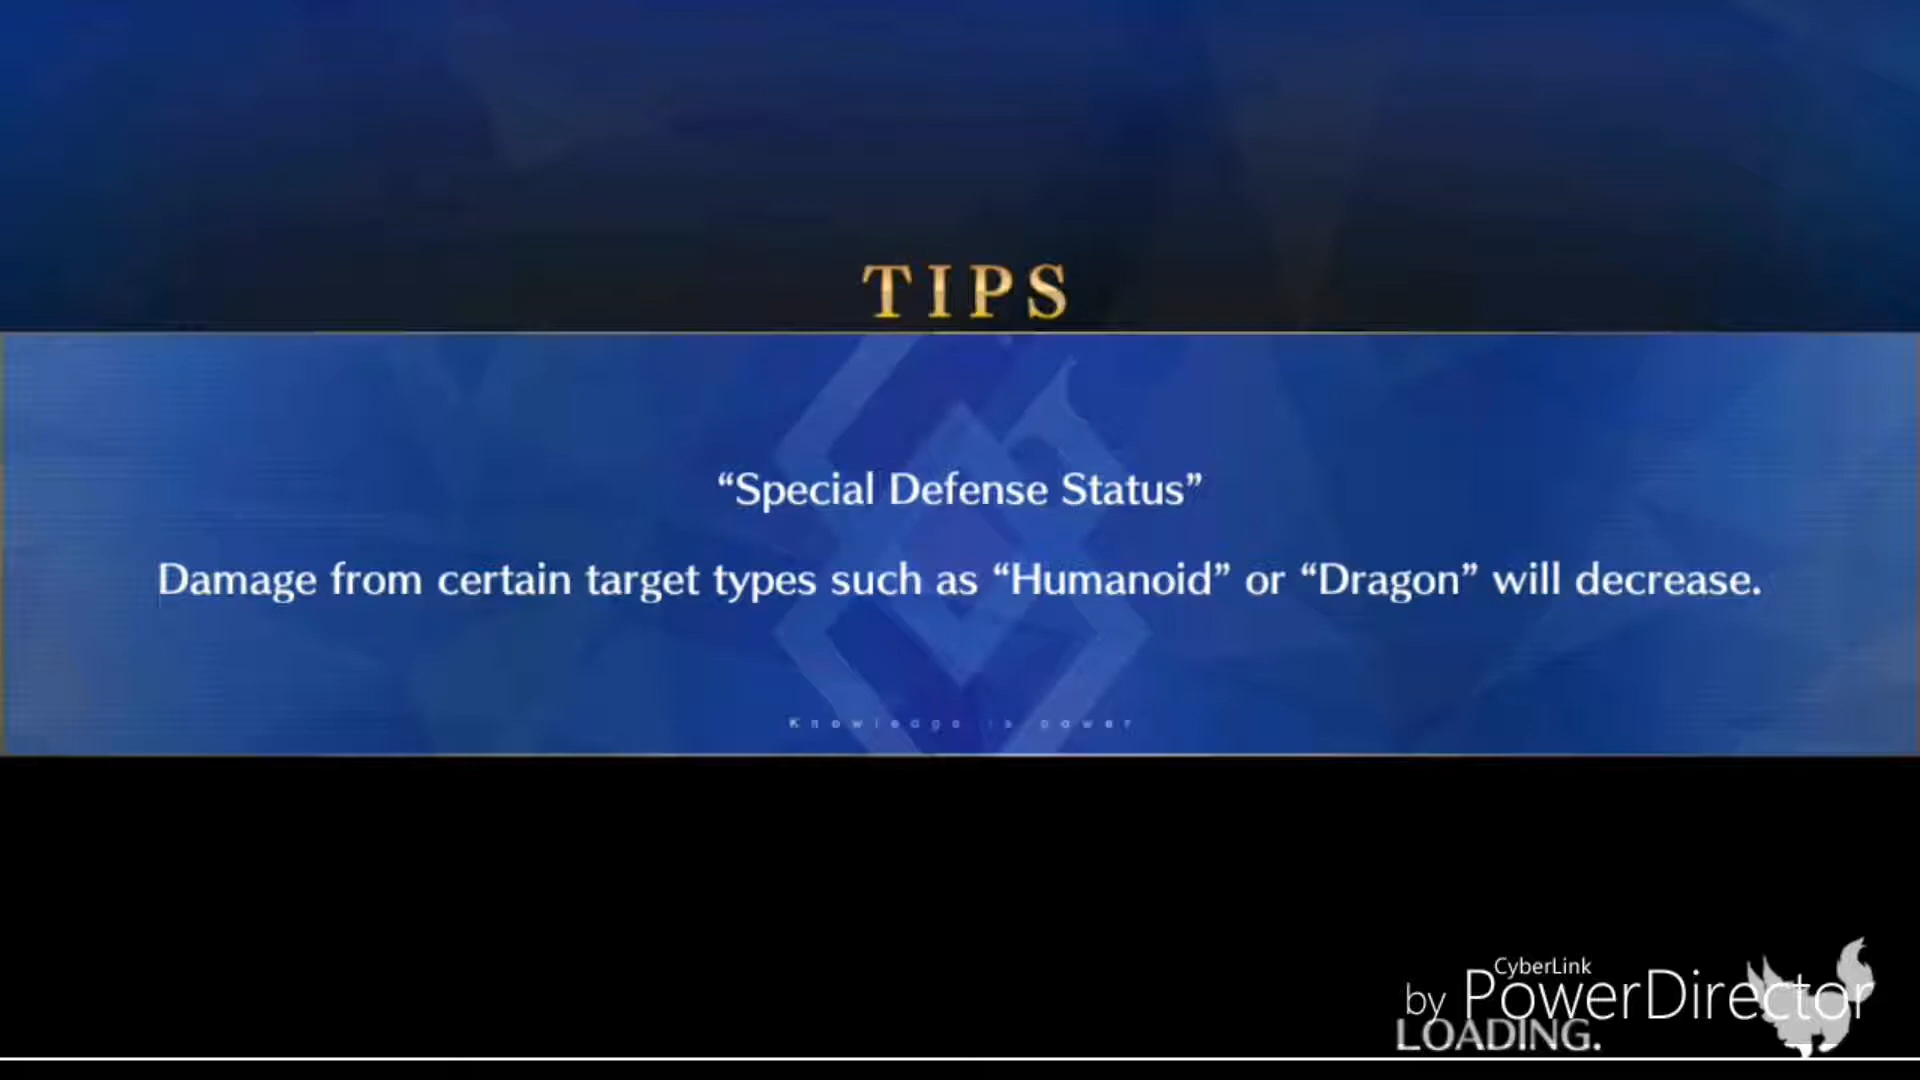 TIPS
“Special Defense Status”
Damage from certain target types such as “Humanoid” or “Dragon” will decrease.
Knowledge is power
CyberLink
by PowerDirector
LOADING.